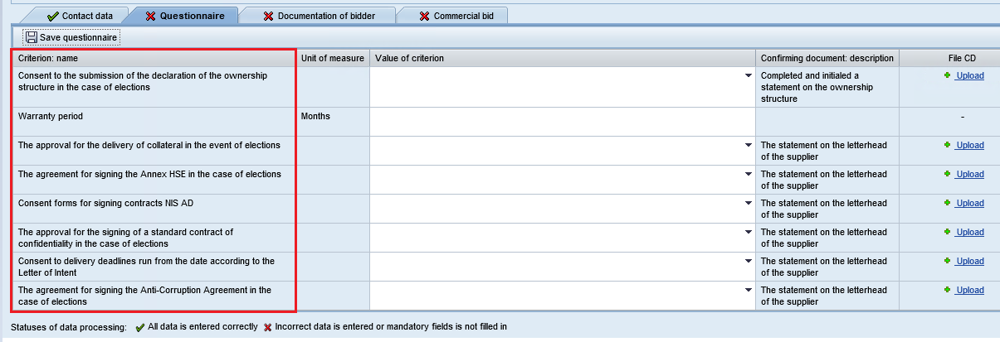 Contact data Questionnaire Documentation of bidder Commercial bid
Save questionnaire
Criterion: name Unit of measure Value of criterion Confirming document: description File CD
Consent to the submission of the declaration of the ownership
structure in the case of elections
Completed and initialed a
statement on the ownership
structure
Upload
Warranty period Months -
The approval for the delivery of collateral in the event of elections
The statement on the letterhead
of the supplier
Upload
The agreement for signing the Annex HSE in the case of elections
The statement on the letterhead
of the supplier
Upload
Consent forms for signing contracts NIS AD
The statement on the letterhead
of the supplier
Upload
The approval for the signing of a standard contract of
confidentiality in the case of elections
The statement on the letterhead
of the supplier
Upload
Consent to delivery deadlines run from the date according to the
Letter of Intent
The statement on the letterhead
of the supplier
Upload
The agreement for signing the Anti-Corruption Agreement in the
case of elections
The statement on the letterhead
of the supplier
Upload
Statuses of data processing: All data is entered correctly Incorrect data is entered or mandatory fields is not filled in